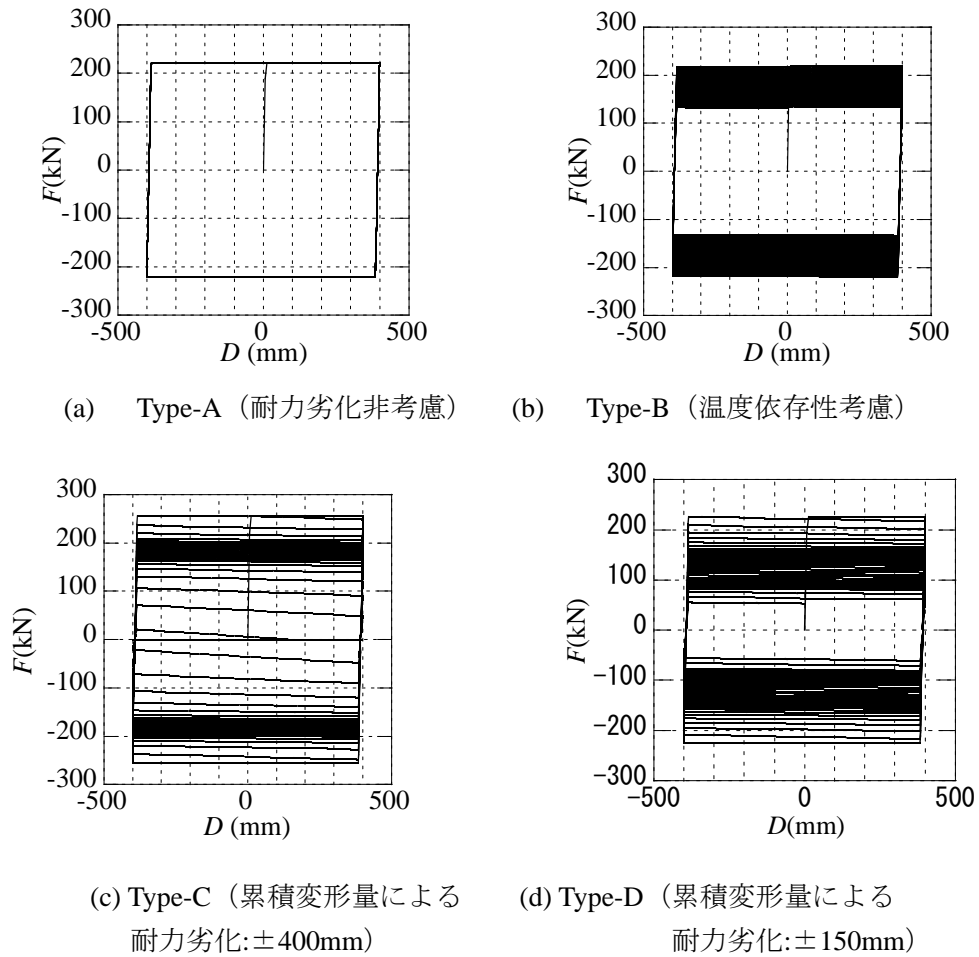 300
200
100
0
-100
-200
-300
F(kN)
-500 0 500
D (mm)
(a) Type-A（耐力劣化非考慮）
300
200
100
0
-100
-200
-300
F(kN)
-500 0 500
D (mm)
(b) Type-B（温度依存性考慮）
300
200
100
0
-100
-200
-300
F(kN)
-500 0 500
D (mm)
(c) Type-C（累積変形量による
耐力劣化:±400mm）
300
200
100
0
−100
−200
−300
F(kN)
−500 0 500
D(mm)
(d) Type-D（累積変形量による
耐力劣化:±150mm）